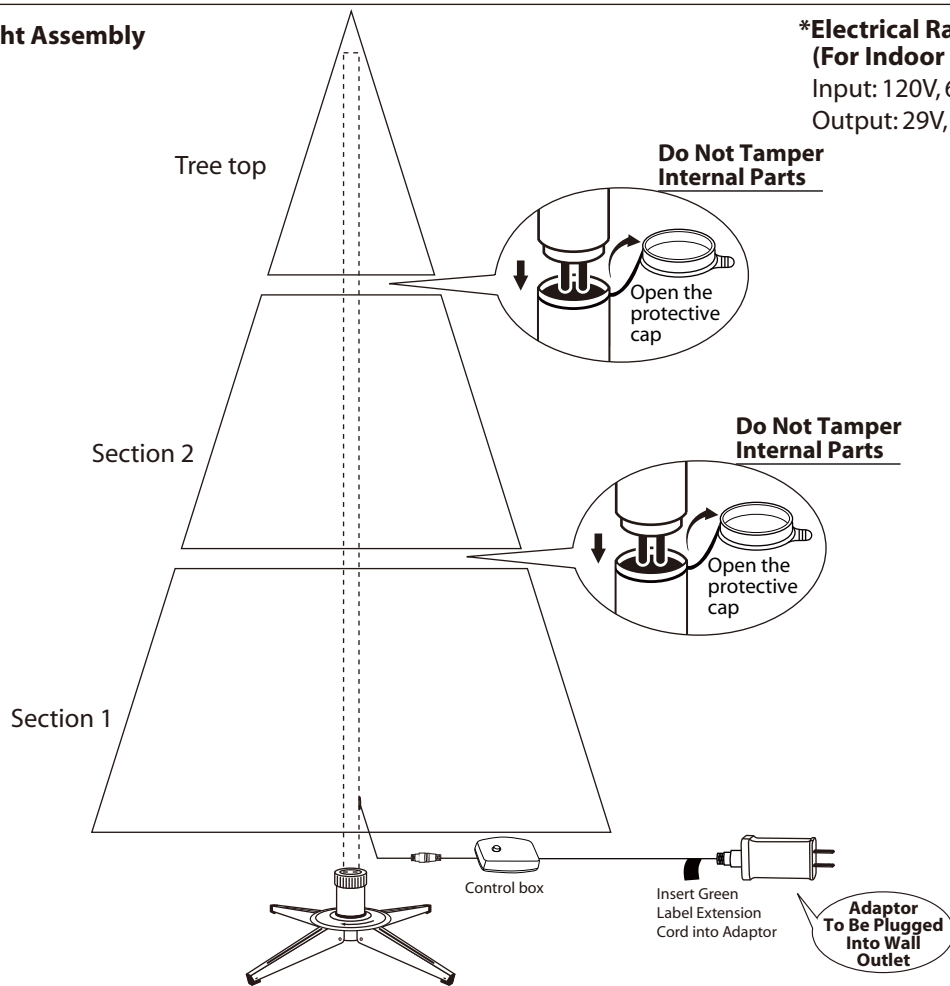 ht Assembly
*Electrical Ra
(For Indoor
Input: 120V, 6
Output: 29V,
Tree top
Do Not Tamper
Internal Parts
Open the
protective
cap
Section 2
Do Not Tamper
Internal Parts
Open the
protective
cap
Section 1
Control box
Insert Green
Label Extension
Cord into Adaptor
Adaptor
To Be Plugged
Into Wall
Outlet